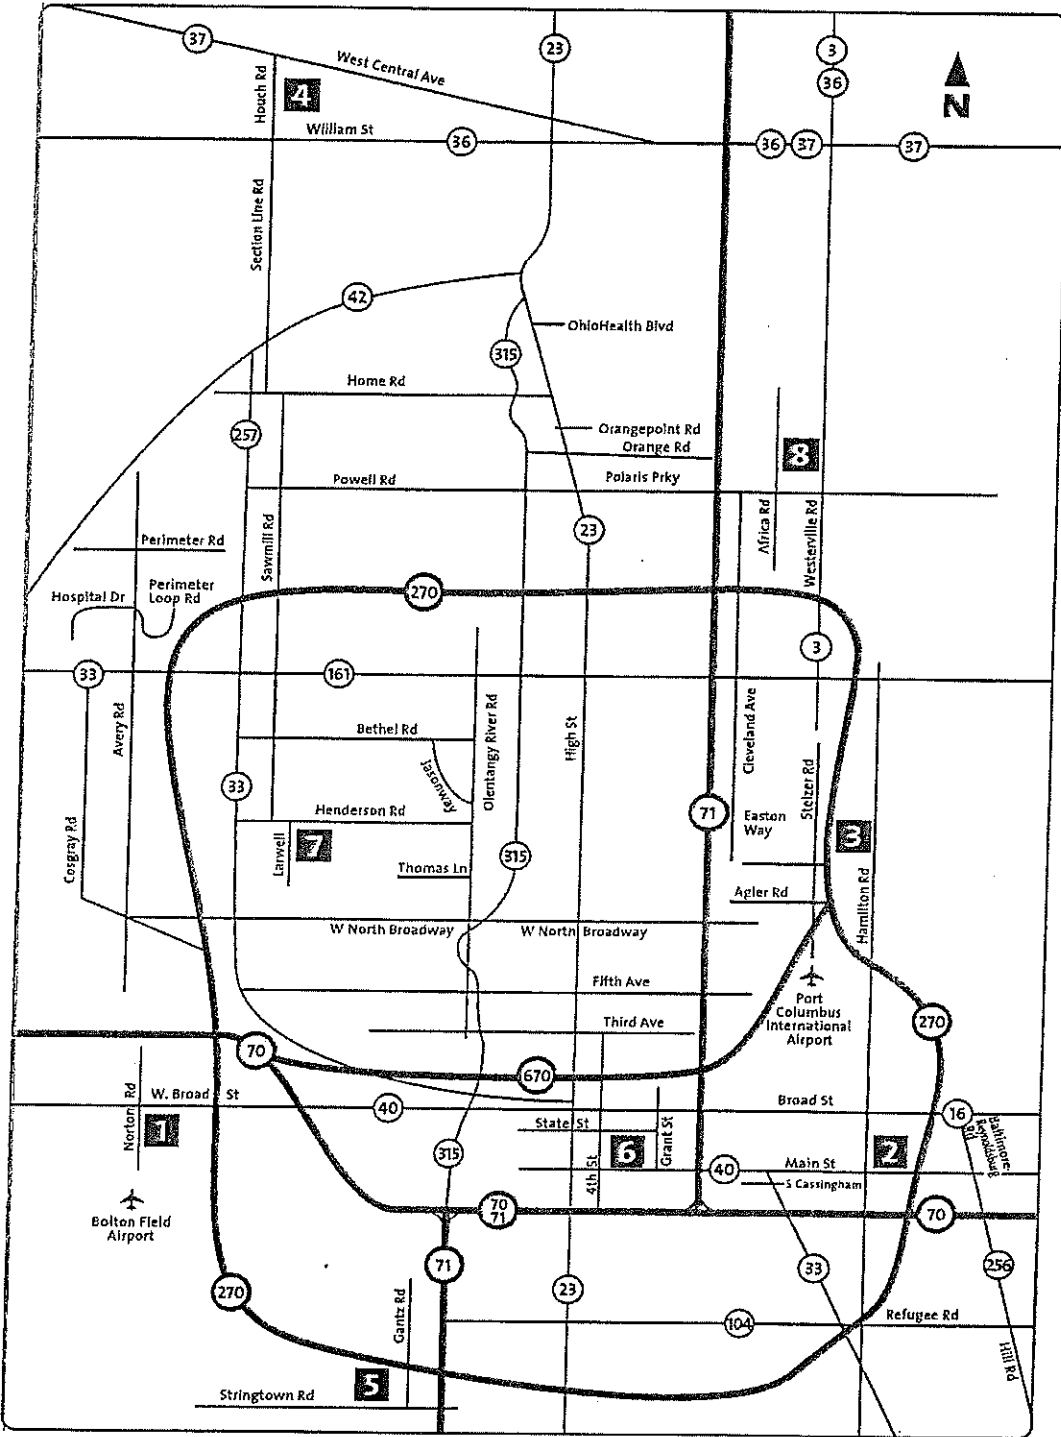 37
23
3
36
West Central Ave
Houch Rd
4
N
William St
36
36
37
37
Section Line Rd
42
OhioHealth Blvd
315
Home Rd
257
Orangepoint Rd
Orange Rd
8
Powell Rd
Polaris Prky
Sawmill Rd
23
Africa Rd
Westerville Rd
Perimeter Rd
Hospital Dr
Perimeter
Loop Rd
270
3
33
161
Avery Rd
Bethel Rd
Olentangy River Rd
High St
Cleveland Ave
Jasonway
33
Stelzer Rd
Henderson Rd
71
Easton
Way
3
Cosgray Rd
Larwell
7
315
Thomas Ln
Agler Rd
Hamilton Rd
W North Broadway
W North Broadway
Fifth Ave
Port
Columbus
International
Airport
Third Ave
270
70
670
Norton Rd
W. Broad St
40
Broad St
16
Baltimore
Reynoldsburg
Rd
1
State St
6
Grant St
2
315
4th St
40
Main St
S Cassingham
Bolton Field
Airport
70
71
70
71
33
256
270
23
Gantz Rd
104
Refugee Rd
Hill Rd
5
Stringtown Rd